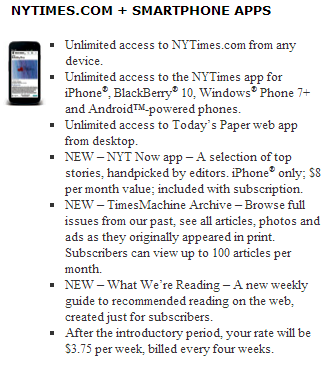 NYTIMES.COM + SMARTPHONE APPS
▪ Unlimited access to NYTimes.com from any
device.
▪ Unlimited access to the NYTimes app for
iPhone®, BlackBerry® 10, Windows® Phone 7+
and Android™-powered phones.
▪ Unlimited access to Today's Paper web app
from desktop.
▪ NEW – NYT Now app – A selection of top
stories, handpicked by editors. iPhone® only; $8
per month value; included with subscription.
▪ NEW – TimesMachine Archive – Browse full
issues from our past, see all articles, photos and
ads as they originally appeared in print.
Subscribers can view up to 100 articles per
month.
▪ NEW – What We're Reading – A new weekly
guide to recommended reading on the web,
created just for subscribers.
▪ After the introductory period, your rate will be
$3.75 per week, billed every four weeks.